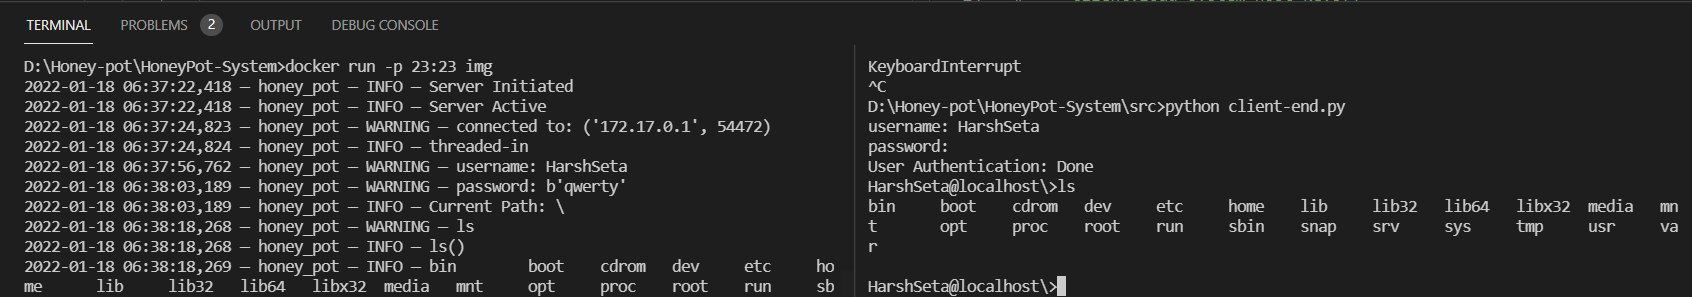 TERMINAL PROBLEMS 2 OUTPUT DEBUG CONSOLE
D:\Honey-pot\HoneyPot-System>docker run -p 23:23 img
2022-01-18 06:37:22,418 – honey_pot – INFO – Server Initiated
2022-01-18 06:37:22,418 – honey_pot – INFO – Server Active
2022-01-18 06:37:24,823 – honey_pot – WARNING – connected to: ('172.17.0.1', 54472)
2022-01-18 06:37:24,824 – honey_pot – INFO – threaded-in
2022-01-18 06:37:56,762 – honey_pot – WARNING – username: HarshSeta
2022-01-18 06:38:03,189 – honey_pot – WARNING – password: b'qwerty'
2022-01-18 06:38:03,189 – honey_pot – INFO – Current Path: \
2022-01-18 06:38:18,268 – honey_pot – WARNING – ls
2022-01-18 06:38:18,268 – honey_pot – INFO – ls()
2022-01-18 06:38:18,269 – honey_pot – INFO – bin boot cdrom dev etc ho
me lib lib32 lib64 libx32 media mnt opt proc root run sb
KeyboardInterrupt
^C
D:\Honey-pot\HoneyPot-System\src>python client-end.py
username: HarshSeta
password:
User Authentication: Done
HarshSeta@localhost\>ls
bin boot cdrom dev etc home lib lib32 lib64 libx32 media mn
t opt proc root run sbin snap srv sys tmp usr va
r
HarshSeta@localhost\>